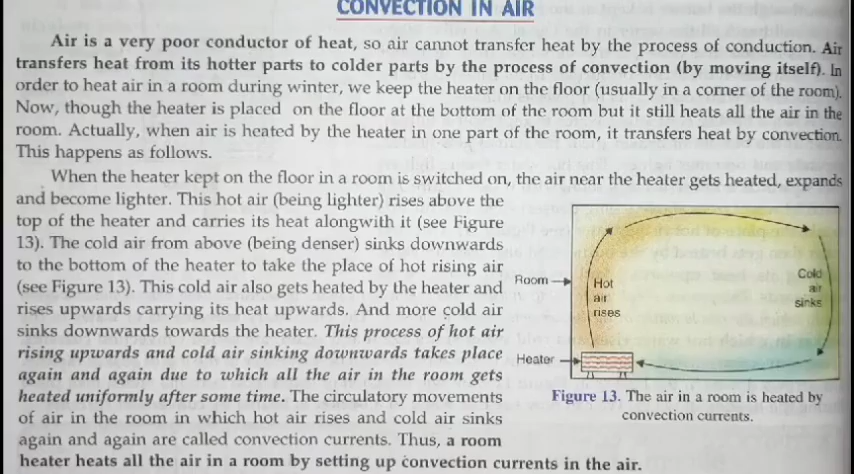 CONVECTION IN AIR
Air is a very poor conductor of heat, so air cannot transfer heat by the process of conduction. Air
transfers heat from its hotter parts to colder parts by the process of convection (by moving itself). In
order to heat air in a room during winter, we keep the heater on the floor (usually in a corner of the room).
Now, though the heater is placed on the floor at the bottom of the room but it still heats all the air in the
room. Actually, when air is heated by the heater in one part of the room, it transfers heat by convection.
This happens as follows.
When the heater kept on the floor in a room is switched on, the air near the heater gets heated, expands
and become lighter. This hot air (being lighter) rises above the
top of the heater and carries its heat alongwith it (see Figure
13). The cold air from above (being denser) sinks downwards
to the bottom of the heater to take the place of hot rising air
(see Figure 13). This cold air also gets heated by the heater and
rises upwards carrying its heat upwards. And more cold air
sinks downwards towards the heater. This process of hot air
rising upwards and cold air sinking downwards takes place
again and again due to which all the air in the room gets
heated uniformly after some time. The circulatory movements
of air in the room in which hot air rises and cold air sinks
again and again are called convection currents. Thus, a room
heater heats all the air in a room by setting up convection currents in the air.
Room
Hot
air
rises
Cold
air
sinks
Heater
Figure 13. The air in a room is heated by
convection currents.